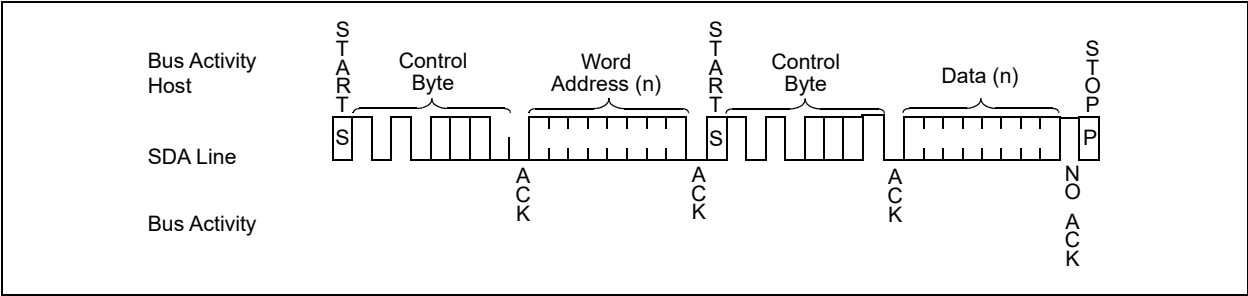 START
START
STOP
Bus Activity
Host
Control
Byte
Word
Address (n)
Control
Byte
Data (n)
SDA Line
S
S
P
ACK
ACK
ACK
NO ACK
Bus Activity